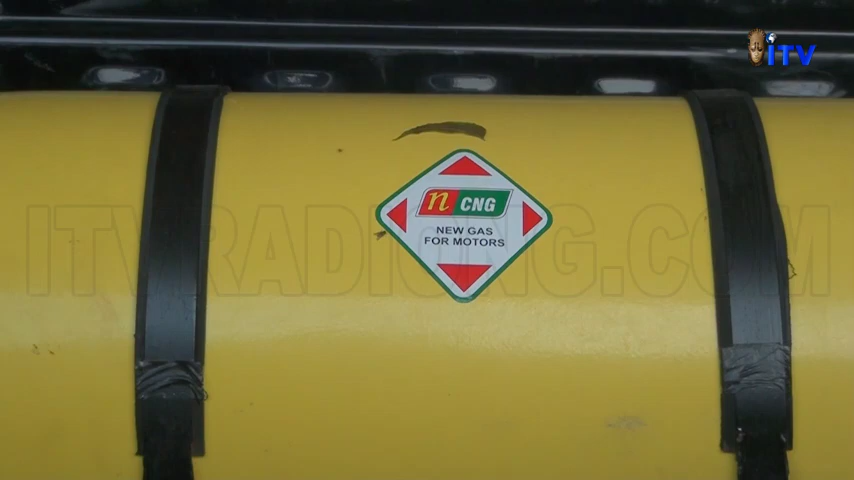 iTV
n CNG
NEW GAS
FOR MOTORS
ITVRADIONG.COM